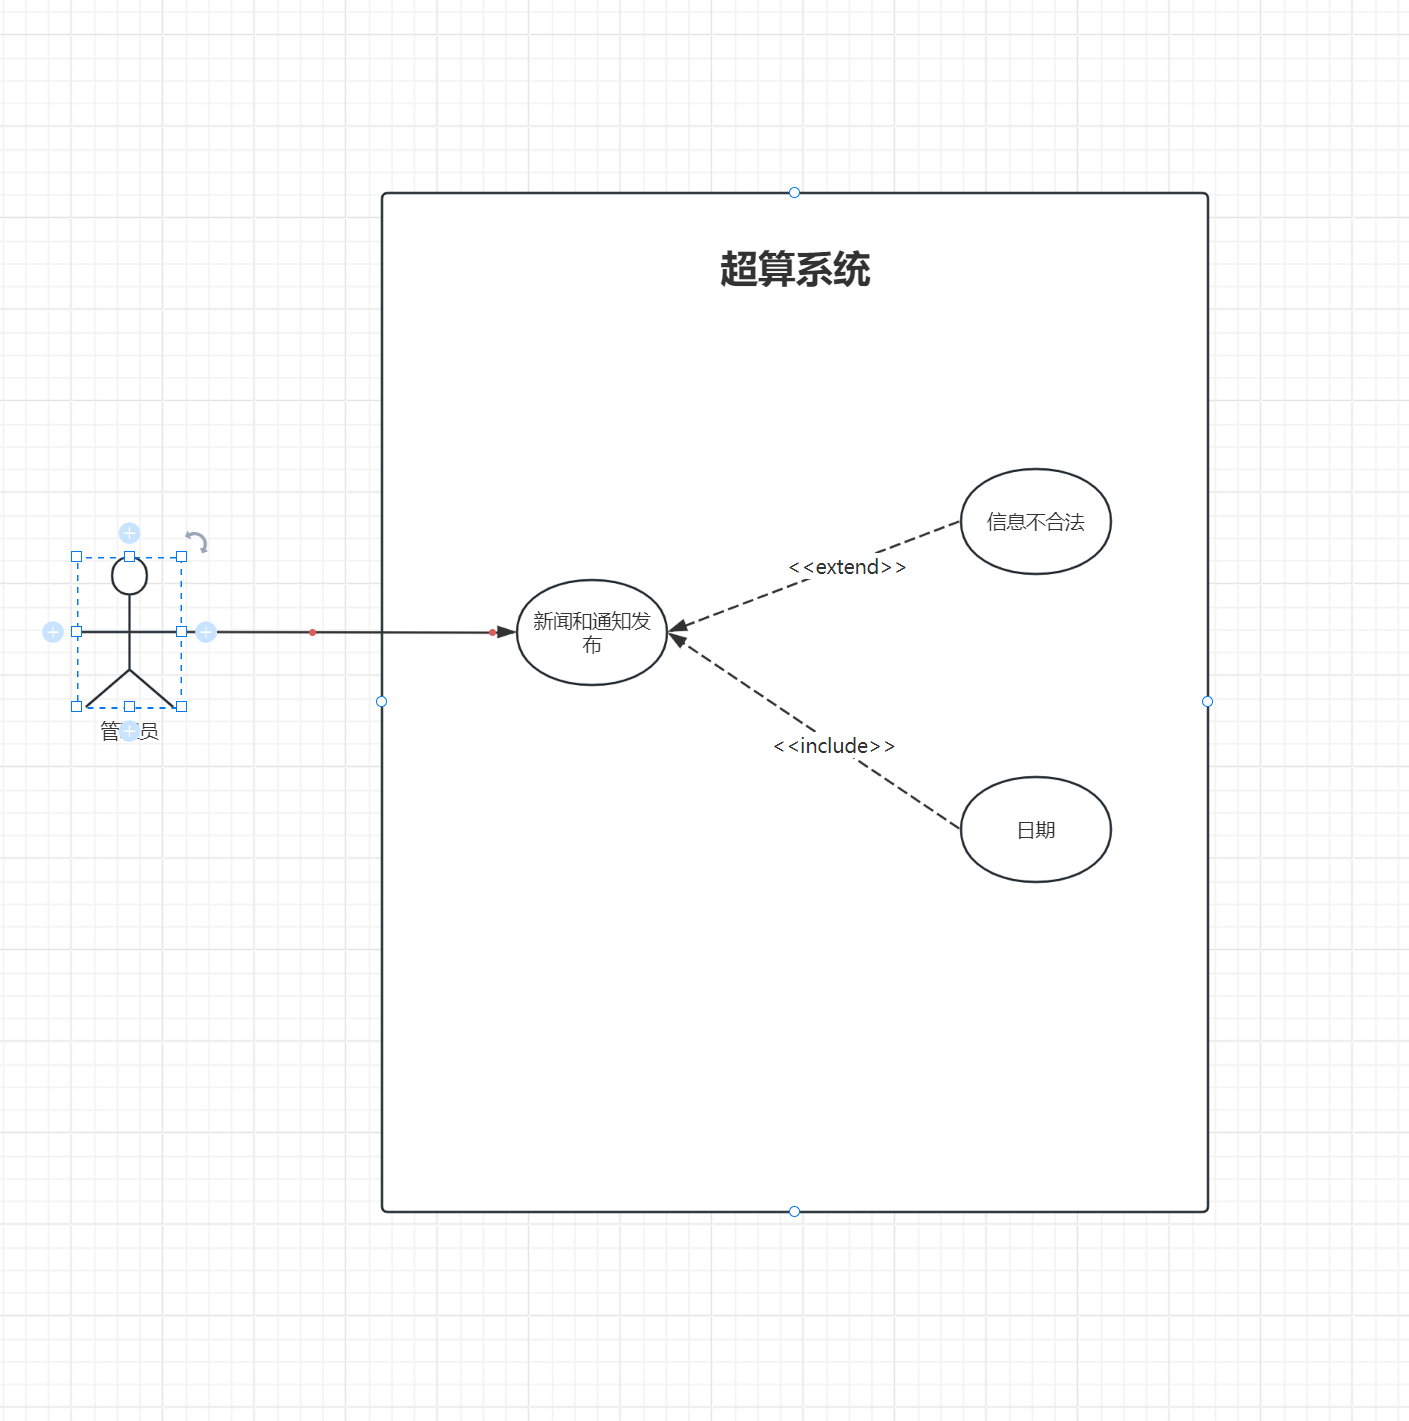 超算系统
信息不合法
<<extend>>
新闻和通知发
布
管 员
<<include>>
日期